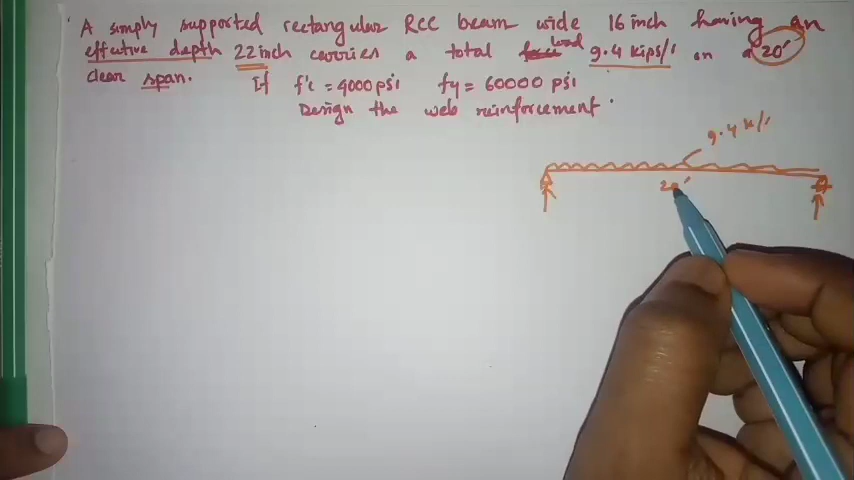 A simply supported rectangular RCC beam wide 16 inch having an
effective depth 22 inch carries a total load 9.4 kips/' on a 20'
clear span. If f'c = 4000 psi fy = 60000 psi
Design the web reinforcement.
9.4 k/'
20'